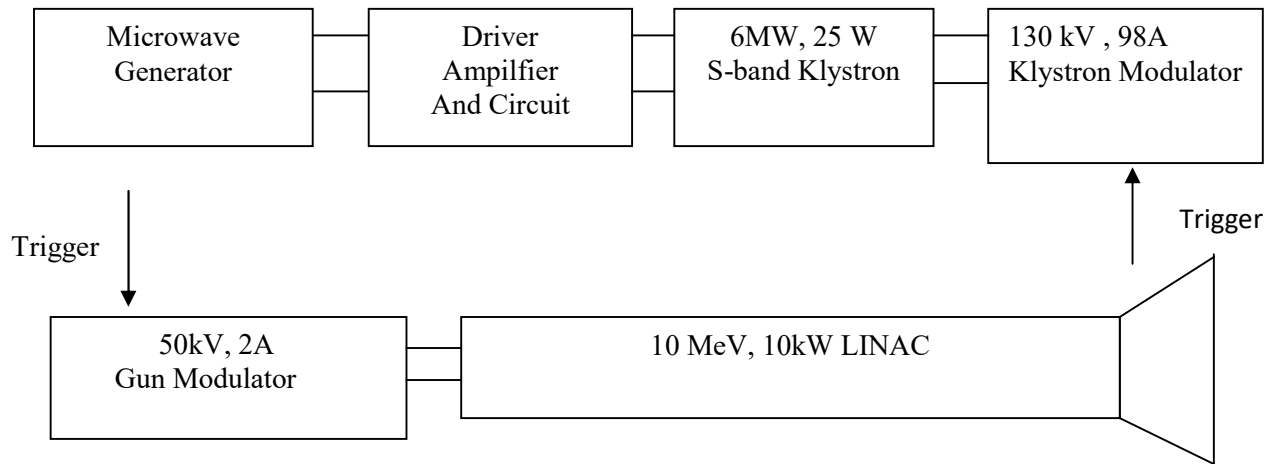 Microwave
Generator
Driver
Ampilfier
And Circuit
6MW, 25 W
S-band Klystron
130 kV , 98A
Klystron Modulator
Trigger
Trigger
50kV, 2A
Gun Modulator
10 MeV, 10kW LINAC